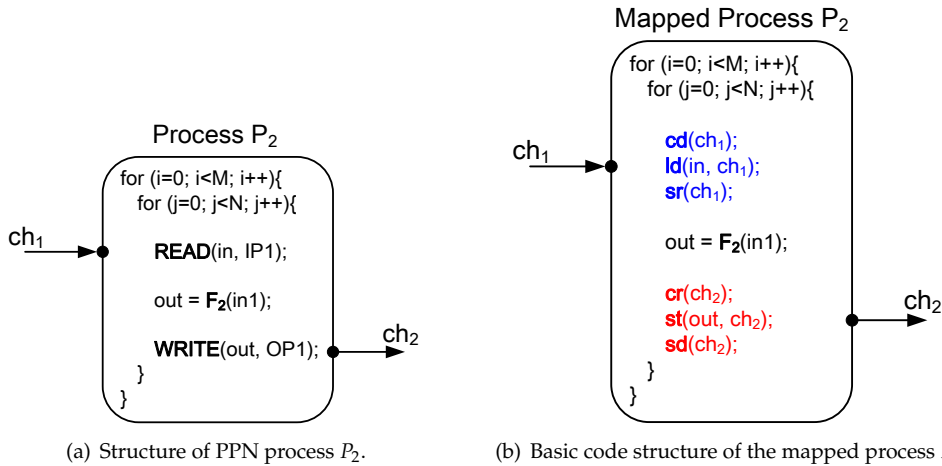 Process P₂
ch₁
for (i=0; i<M; i++){
for (j=0; j<N; j++){
READ(in, IP1);
out = F₂(in1);
WRITE(out, OP1);
}
}
ch₂
(a) Structure of PPN process P₂.
Mapped Process P₂
ch₁
for (i=0; i<M; i++){
for (j=0; j<N; j++){
cd(ch₁);
ld(in, ch₁);
sr(ch₁);
out = F₂(in1);
cr(ch₂);
st(out, ch₂);
sd(ch₂);
}
}
ch₂
(b) Basic code structure of the mapped process